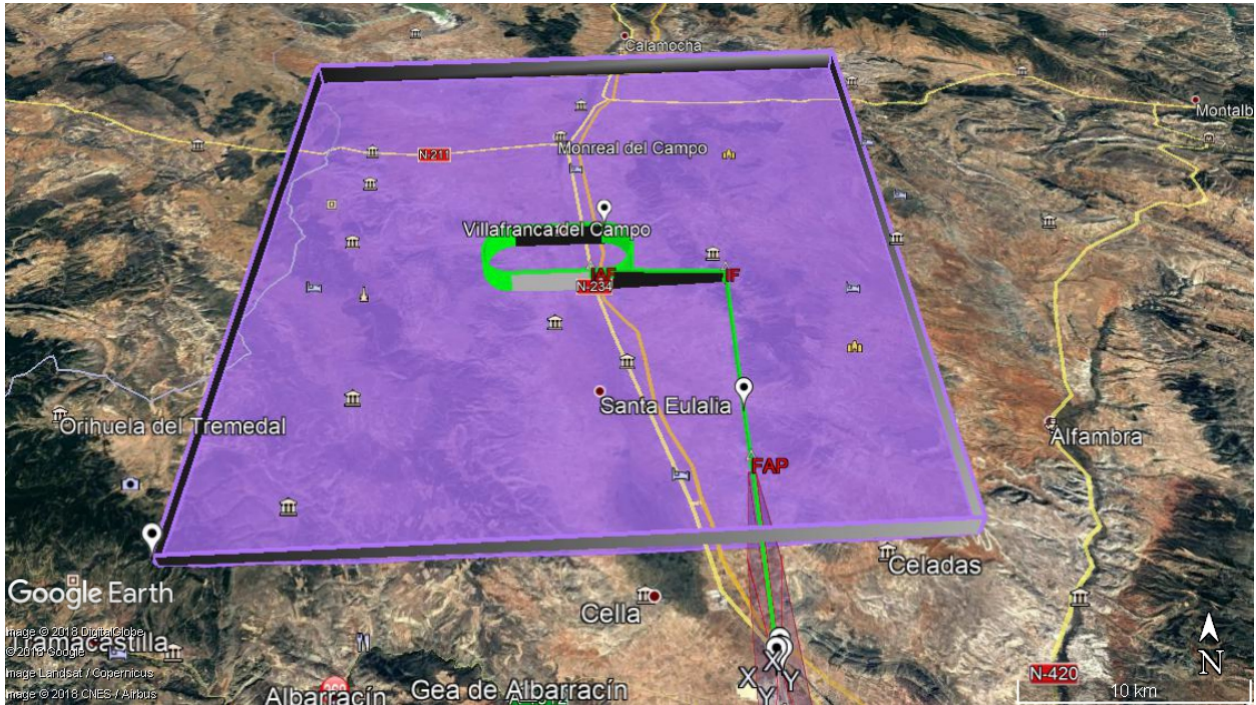 Calamocha
Montalb
Monreal del Campo
N-211
Villafranca del Campo
IAF
IF
N-234
Santa Eulalia
Orihuela del Tremedal
FAP
Alfambra
Celadas
Google Earth
Cella
Image © 2018 DigitalGlobe
© 2018 Google
Tramacastilla
Image Landsat / Copernicus
Image © 2018 CNES / Airbus
Albarracín
Gea de Albarracín
X
X
Y
Y
N-420
10 km
N